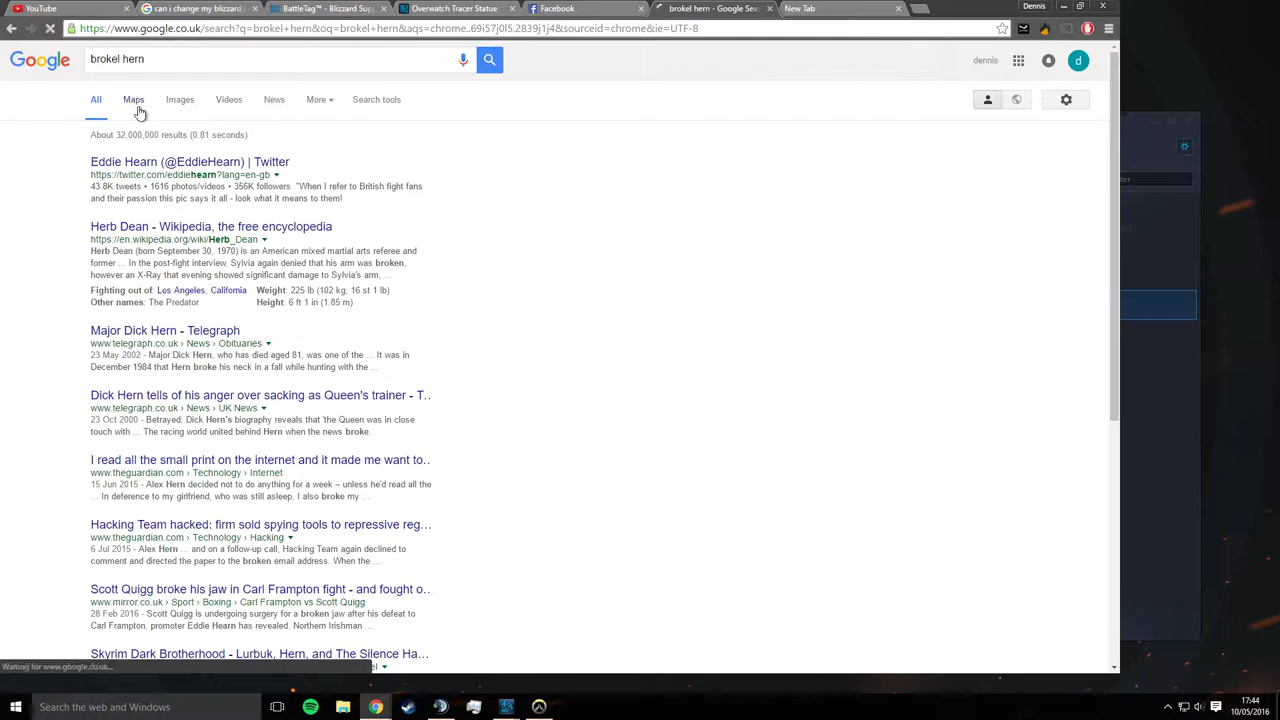 YouTube
can i change my blizzard
BattleTag™ - Blizzard Sup
Overwatch Tracer Statue
Facebook
brokel hern - Google Sea
New Tab
Dennis
https://www.google.co.uk/search?q=brokel+hern&oq=brokel+hern&aqs=chrome..69i57j0l5.2839j1j4&sourceid=chrome&ie=UTF-8
Google
brokel hern
dennis
d
All
Maps
Images
Videos
News
More
Search tools
About 32,000,000 results (0.81 seconds)
Eddie Hearn (@EddieHearn) | Twitter
https://twitter.com/eddiehearn?lang=en-gb
43.8K tweets • 1616 photos/videos • 356K followers. "When I refer to British fight fans
and their passion this pic says it all - look what it means to them!
Herb Dean - Wikipedia, the free encyclopedia
https://en.wikipedia.org/wiki/Herb_Dean
Herb Dean (born September 30, 1970) is an American mixed martial arts referee and
former ... In the post-fight interview, Sylvia again denied that his arm was broken,
however an X-Ray that evening showed significant damage to Sylvia's arm, ...
Fighting out of: Los Angeles, California Weight: 225 lb (102 kg; 16 st 1 lb)
Other names: The Predator Height: 6 ft 1 in (1.85 m)
Major Dick Hern - Telegraph
www.telegraph.co.uk › News › Obituaries
23 May 2002 - Major Dick Hern, who has died aged 81, was one of the ... It was in
December 1984 that Hern broke his neck in a fall while hunting with the ...
Dick Hern tells of his anger over sacking as Queen's trainer - T..
www.telegraph.co.uk › News › UK News
23 Oct 2000 - Betrayed: Dick Hern's biography reveals that 'the Queen was in close
touch with ... The racing world united behind Hern when the news broke.
I read all the small print on the internet and it made me want to..
www.theguardian.com › Technology › Internet
15 Jun 2015 - Alex Hern decided not to do anything for a week – unless he'd read all the
... In deference to my girlfriend, who was still asleep, I also broke my ...
Hacking Team hacked: firm sold spying tools to repressive reg...
www.theguardian.com › Technology › Hacking
6 Jul 2015 - Alex Hern ... and on a follow-up call, Hacking Team again declined to
comment and directed the paper to the broken email address. When the ...
Scott Quigg broke his jaw in Carl Frampton fight - and fought o..
www.mirror.co.uk › Sport › Boxing › Carl Frampton vs Scott Quigg
28 Feb 2016 - Scott Quigg is undergoing surgery for a broken jaw after his defeat to
Carl Frampton, promoter Eddie Hearn has revealed. Northern Irishman ...
Skyrim Dark Brotherhood - Lurbuk, Hern, and The Silence Ha...
Waiting for www.google.co.uk...
el
ter
Search the web and Windows
17:44
10/05/2016